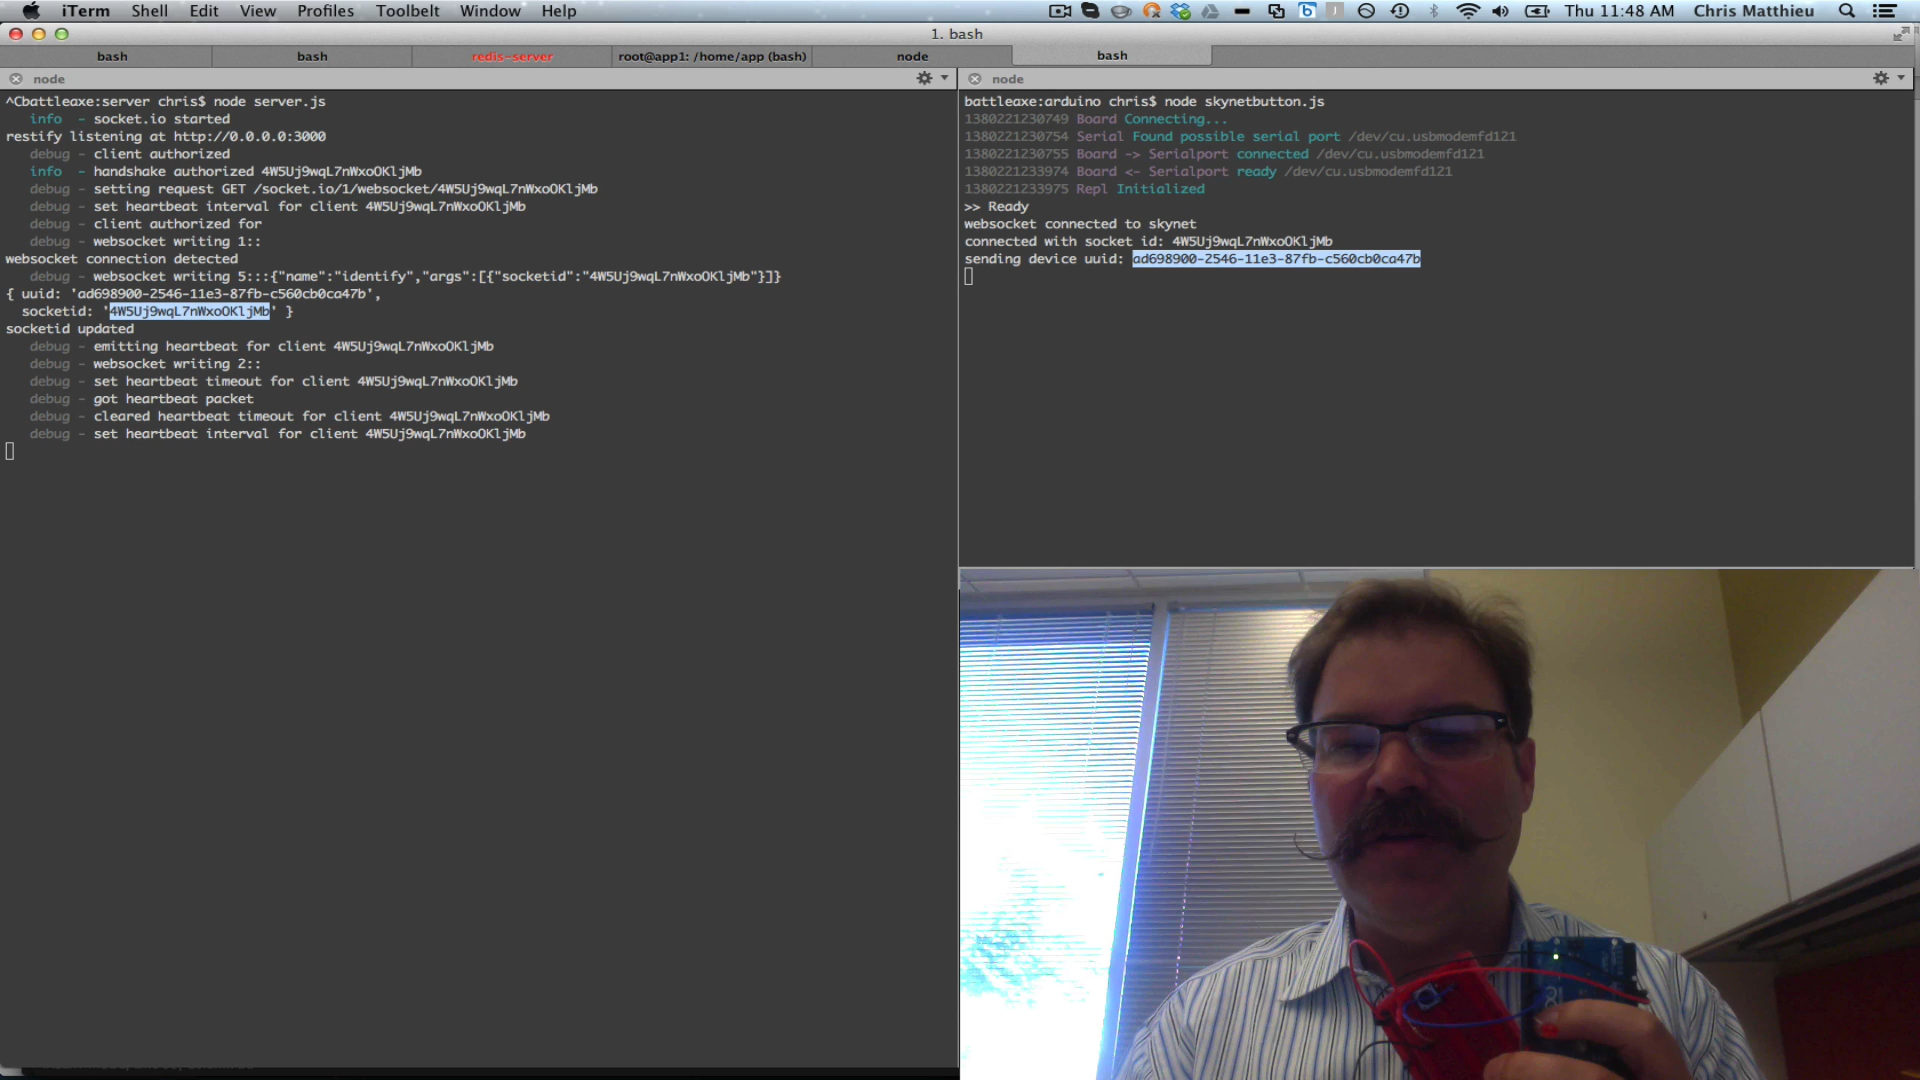 iTerm Shell Edit View Profiles Toolbelt Window Help Thu 11:48 AM Chris Matthieu
1. bash
bash bash redis-server root@app1: /home/app (bash) node bash
node
^Cbattleaxe:server chris$ node server.js
info - socket.io started
restify listening at http://0.0.0.0:3000
debug - client authorized
info - handshake authorized 4W5Uj9wqL7nWxoOKljMb
debug - setting request GET /socket.io/1/websocket/4W5Uj9wqL7nWxoOKljMb
debug - set heartbeat interval for client 4W5Uj9wqL7nWxoOKljMb
debug - client authorized for
debug - websocket writing 1::
websocket connection detected
debug - websocket writing 5:::{"name":"identify","args":[{"socketid":"4W5Uj9wqL7nWxoOKljMb"}]}
{ uuid: 'ad698900-2546-11e3-87fb-c560cb0ca47b',
socketid: '4W5Uj9wqL7nWxoOKljMb' }
socketid updated
debug - emitting heartbeat for client 4W5Uj9wqL7nWxoOKljMb
debug - websocket writing 2::
debug - set heartbeat timeout for client 4W5Uj9wqL7nWxoOKljMb
debug - got heartbeat packet
debug - cleared heartbeat timeout for client 4W5Uj9wqL7nWxoOKljMb
debug - set heartbeat interval for client 4W5Uj9wqL7nWxoOKljMb
node
battleaxe:arduino chris$ node skynetbutton.js
1380221230749 Board Connecting...
1380221230754 Serial Found possible serial port /dev/cu.usbmodemfd121
1380221230755 Board -> Serialport connected /dev/cu.usbmodemfd121
1380221233974 Board <- Serialport ready /dev/cu.usbmodemfd121
1380221233975 Repl Initialized
>> Ready
websocket connected to skynet
connected with socket id: 4W5Uj9wqL7nWxoOKljMb
sending device uuid: ad698900-2546-11e3-87fb-c560cb0ca47b